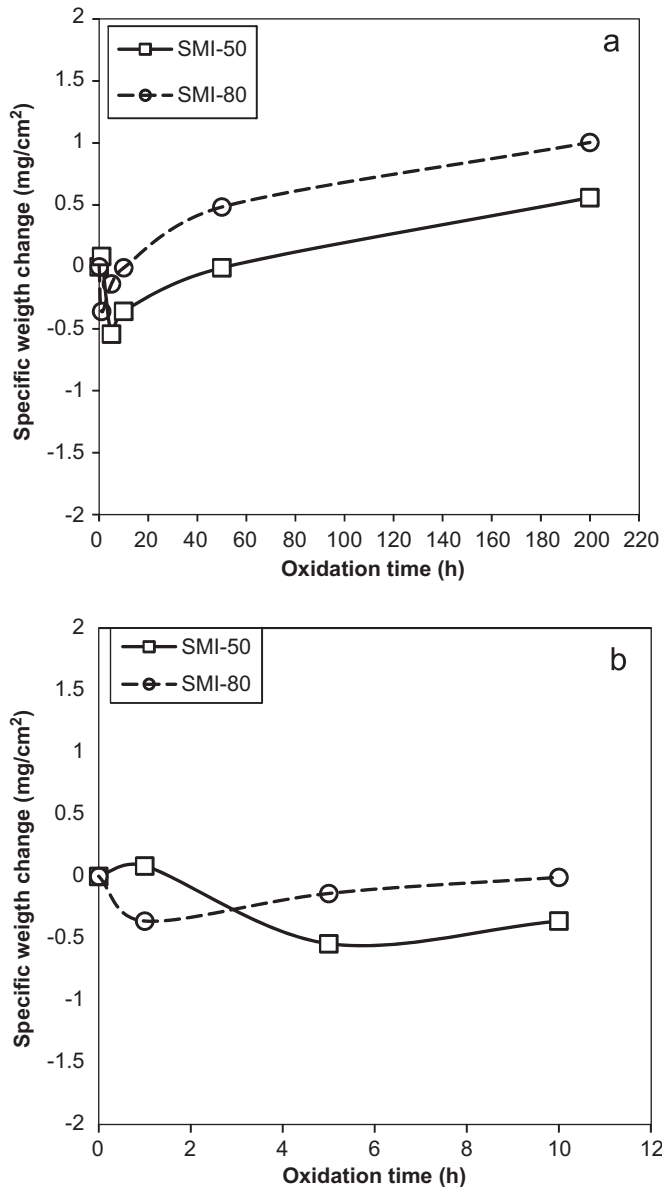 a
SMI-50
SMI-80
2
1.5
1
0.5
0
-0.5
-1
-1.5
-2
Specific weigth change (mg/cm²)
0 20 40 60 80 100 120 140 160 180 200 220
Oxidation time (h)
b
SMI-50
SMI-80
2
1.5
1
0.5
0
-0.5
-1
-1.5
-2
Specific weigth change (mg/cm²)
0 2 4 6 8 10 12
Oxidation time (h)